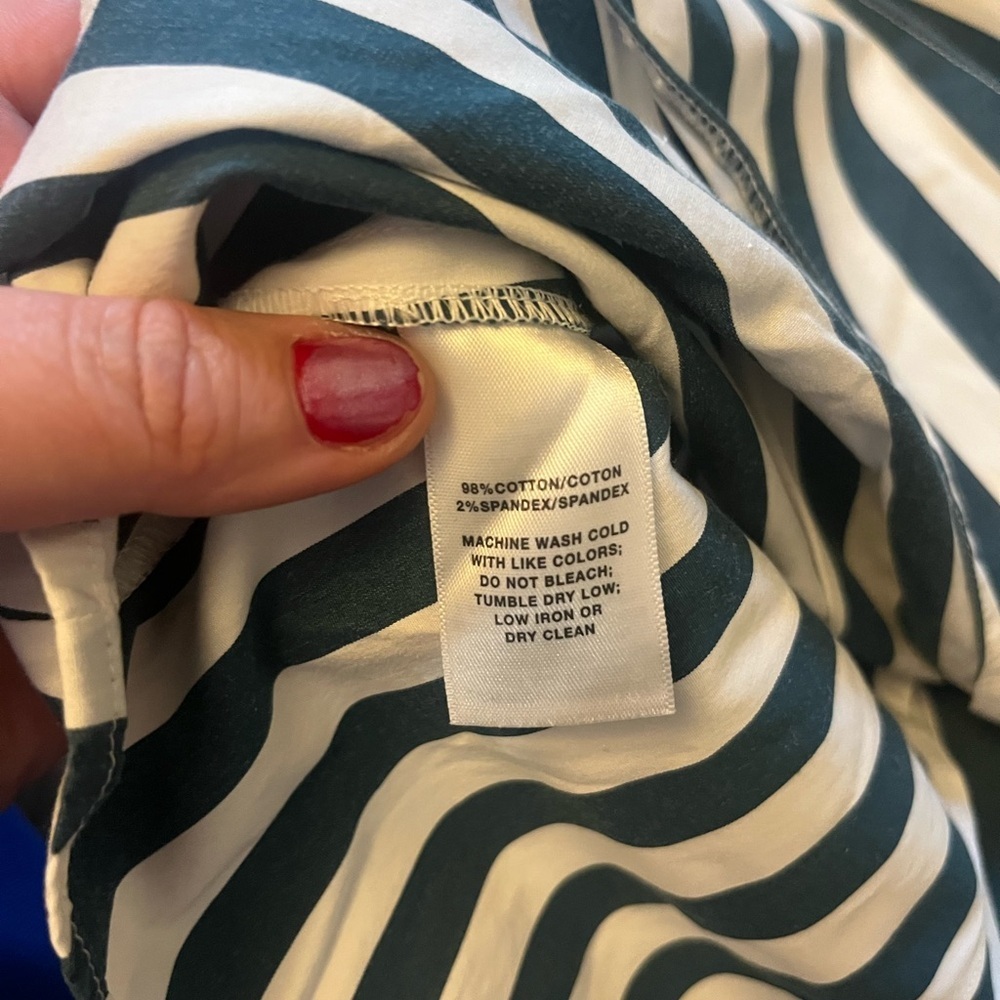 98%COTTON/COTON
2%SPANDEX/SPANDEX
MACHINE WASH COLD
WITH LIKE COLORS;
DO NOT BLEACH;
TUMBLE DRY LOW;
LOW IRON OR
DRY CLEAN